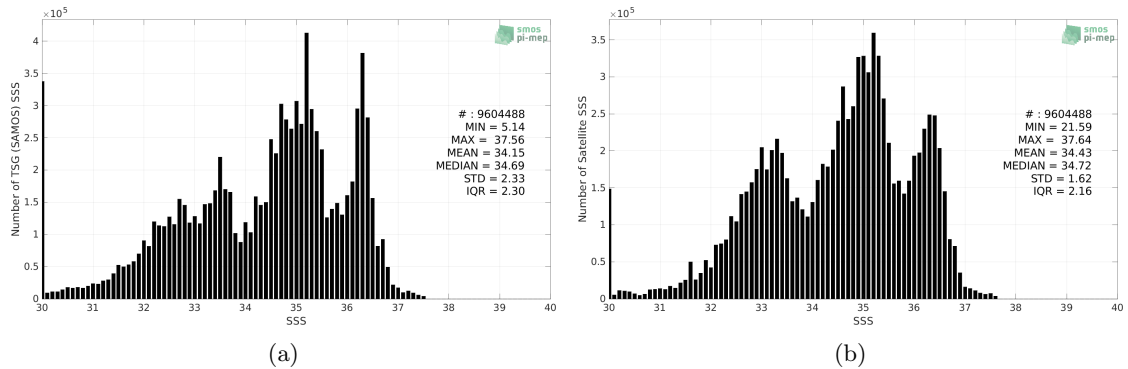 ×10⁵
smos
pi-mep
4
3.5
3
2.5
2
1.5
1
0.5
0
Number of TSG (SAMOS) SSS
# : 9604488
MIN = 5.14
MAX = 37.56
MEAN = 34.15
MEDIAN = 34.69
STD = 2.33
IQR = 2.30
30 31 32 33 34 35 36 37 38 39 40
SSS
(a)
×10⁵
smos
pi-mep
3.5
3
2.5
2
1.5
1
0.5
0
Number of Satellite SSS
# : 9604488
MIN = 21.59
MAX = 37.64
MEAN = 34.43
MEDIAN = 34.72
STD = 1.62
IQR = 2.16
30 31 32 33 34 35 36 37 38 39 40
SSS
(b)